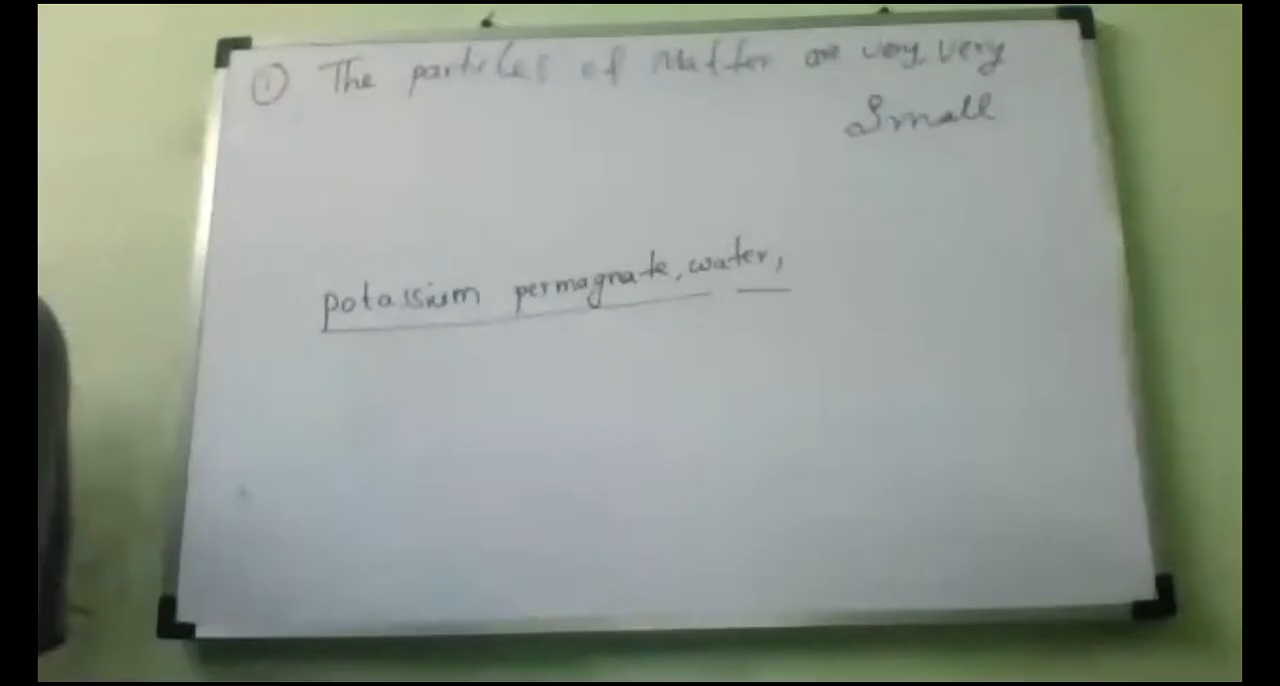 ① The particles of matter are very, very
Small
potassium permagnate, water,